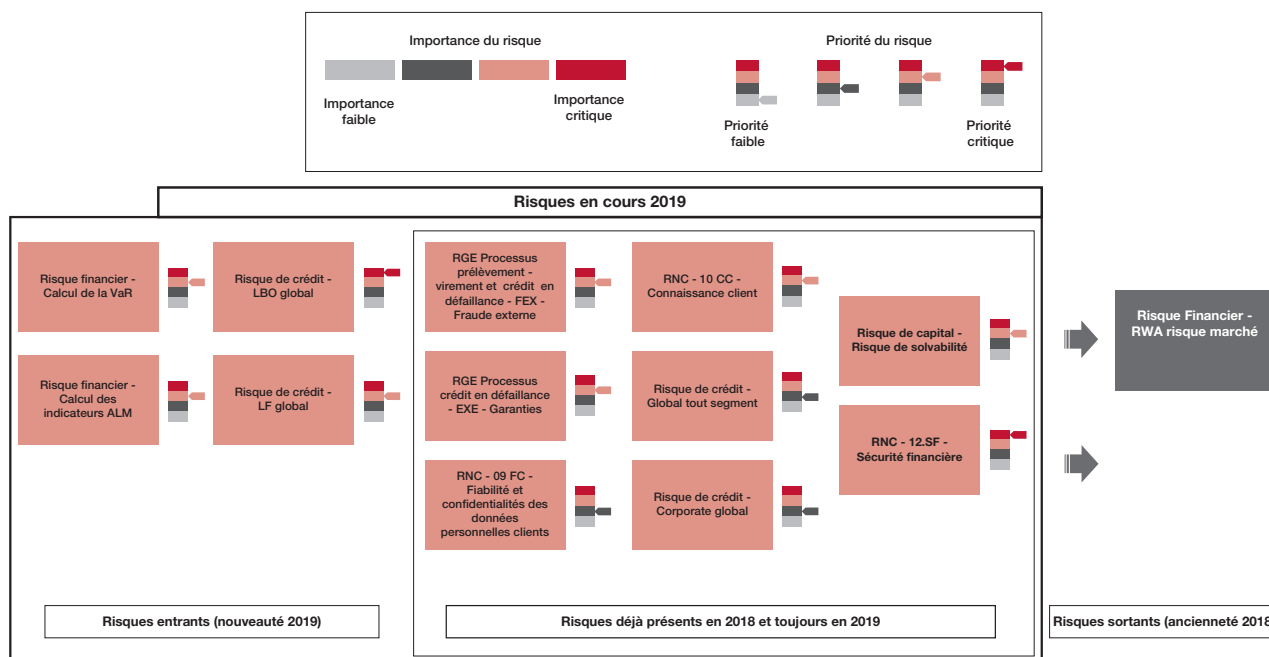 Importance du risque
Priorité du risque
Importance
faible
Importance
critique
Priorité
faible
Priorité
critique
Risques en cours 2019
Risque financier -
Calcul de la VaR
Risque de crédit -
LBO global
RGE Processus
prélèvement -
virement et crédit en
défaillance - FEX -
Fraude externe
RNC - 10 CC -
Connaissance client
Risque de capital -
Risque de solvabilité
Risque Financier -
RWA risque marché
Risque financier -
Calcul des
indicateurs ALM
Risque de crédit -
LF global
RGE Processus
crédit en défaillance
- EXE - Garanties
Risque de crédit -
Global tout segment
RNC - 12.SF -
Sécurité financière
RNC - 09 FC -
Fiabilité et
confidentialités des
données
personnelles clients
Risque de crédit -
Corporate global
Risques entrants (nouveauté 2019)
Risques déjà présents en 2018 et toujours en 2019
Risques sortants (ancienneté 2018